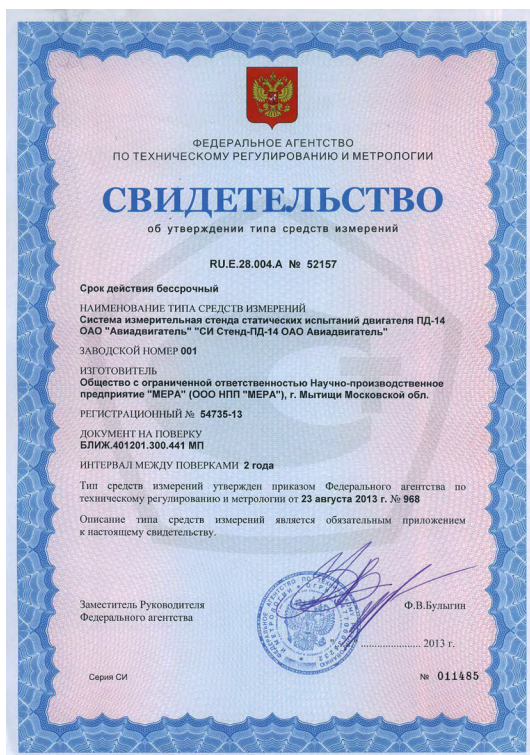 ФЕДЕРАЛЬНОЕ АГЕНТСТВО
ПО ТЕХНИЧЕСКОМУ РЕГУЛИРОВАНИЮ И МЕТРОЛОГИИ
СВИДЕТЕЛЬСТВО
об утверждении типа средств измерений
RU.E.28.004.A № 52157
Срок действия бессрочный
НАИМЕНОВАНИЕ ТИПА СРЕДСТВ ИЗМЕРЕНИЙ
Система измерительная стенда статических испытаний двигателя ПД-14
ОАО "Авиадвигатель" "СИ Стенд-ПД-14 ОАО Авиадвигатель"
ЗАВОДСКОЙ НОМЕР 001
ИЗГОТОВИТЕЛЬ
Общество с ограниченной ответственностью Научно-производственное
предприятие "МЕРА" (ООО НПП "МЕРА"), г. Мытищи Московской обл.
РЕГИСТРАЦИОННЫЙ № 54735-13
ДОКУМЕНТ НА ПОВЕРКУ
БЛИЖ.401201.300.441 МП
ИНТЕРВАЛ МЕЖДУ ПОВЕРКАМИ 2 года
Тип средств измерений утвержден приказом Федерального агентства по
техническому регулированию и метрологии от 23 августа 2013 г. № 968
Описание типа средств измерений является обязательным приложением
к настоящему свидетельству.
Заместитель Руководителя
Ф.В.Булыгин
Федерального агентства
........................ 2013 г.
Серия СИ
№ 011485